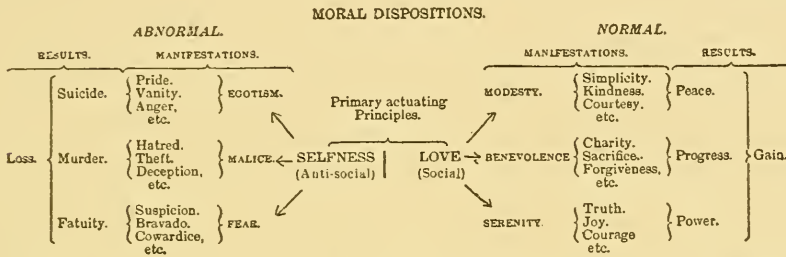 MORAL DISPOSITIONS.
ABNORMAL.
NORMAL.
RESULTS. MANIFESTATIONS.
MANIFESTATIONS. RESULTS.
Loss.
Suicide.
Pride.
Vanity.
Anger,
etc.
EGOTISM.
Murder.
Hatred.
Theft.
Deception,
etc.
MALICE.
Fatuity.
Suspicion.
Bravado.
Cowardice,
etc.
FEAR.
Primary actuating
Principles.
SELFNESS
(Anti-social)
LOVE
(Social)
MODESTY.
Simplicity.
Kindness.
Courtesy.
etc.
Peace.
BENEVOLENCE
Charity.
Sacrifice.
Forgiveness,
etc.
Progress.
SERENITY.
Truth.
Joy.
Courage
etc.
Power.
Gain.